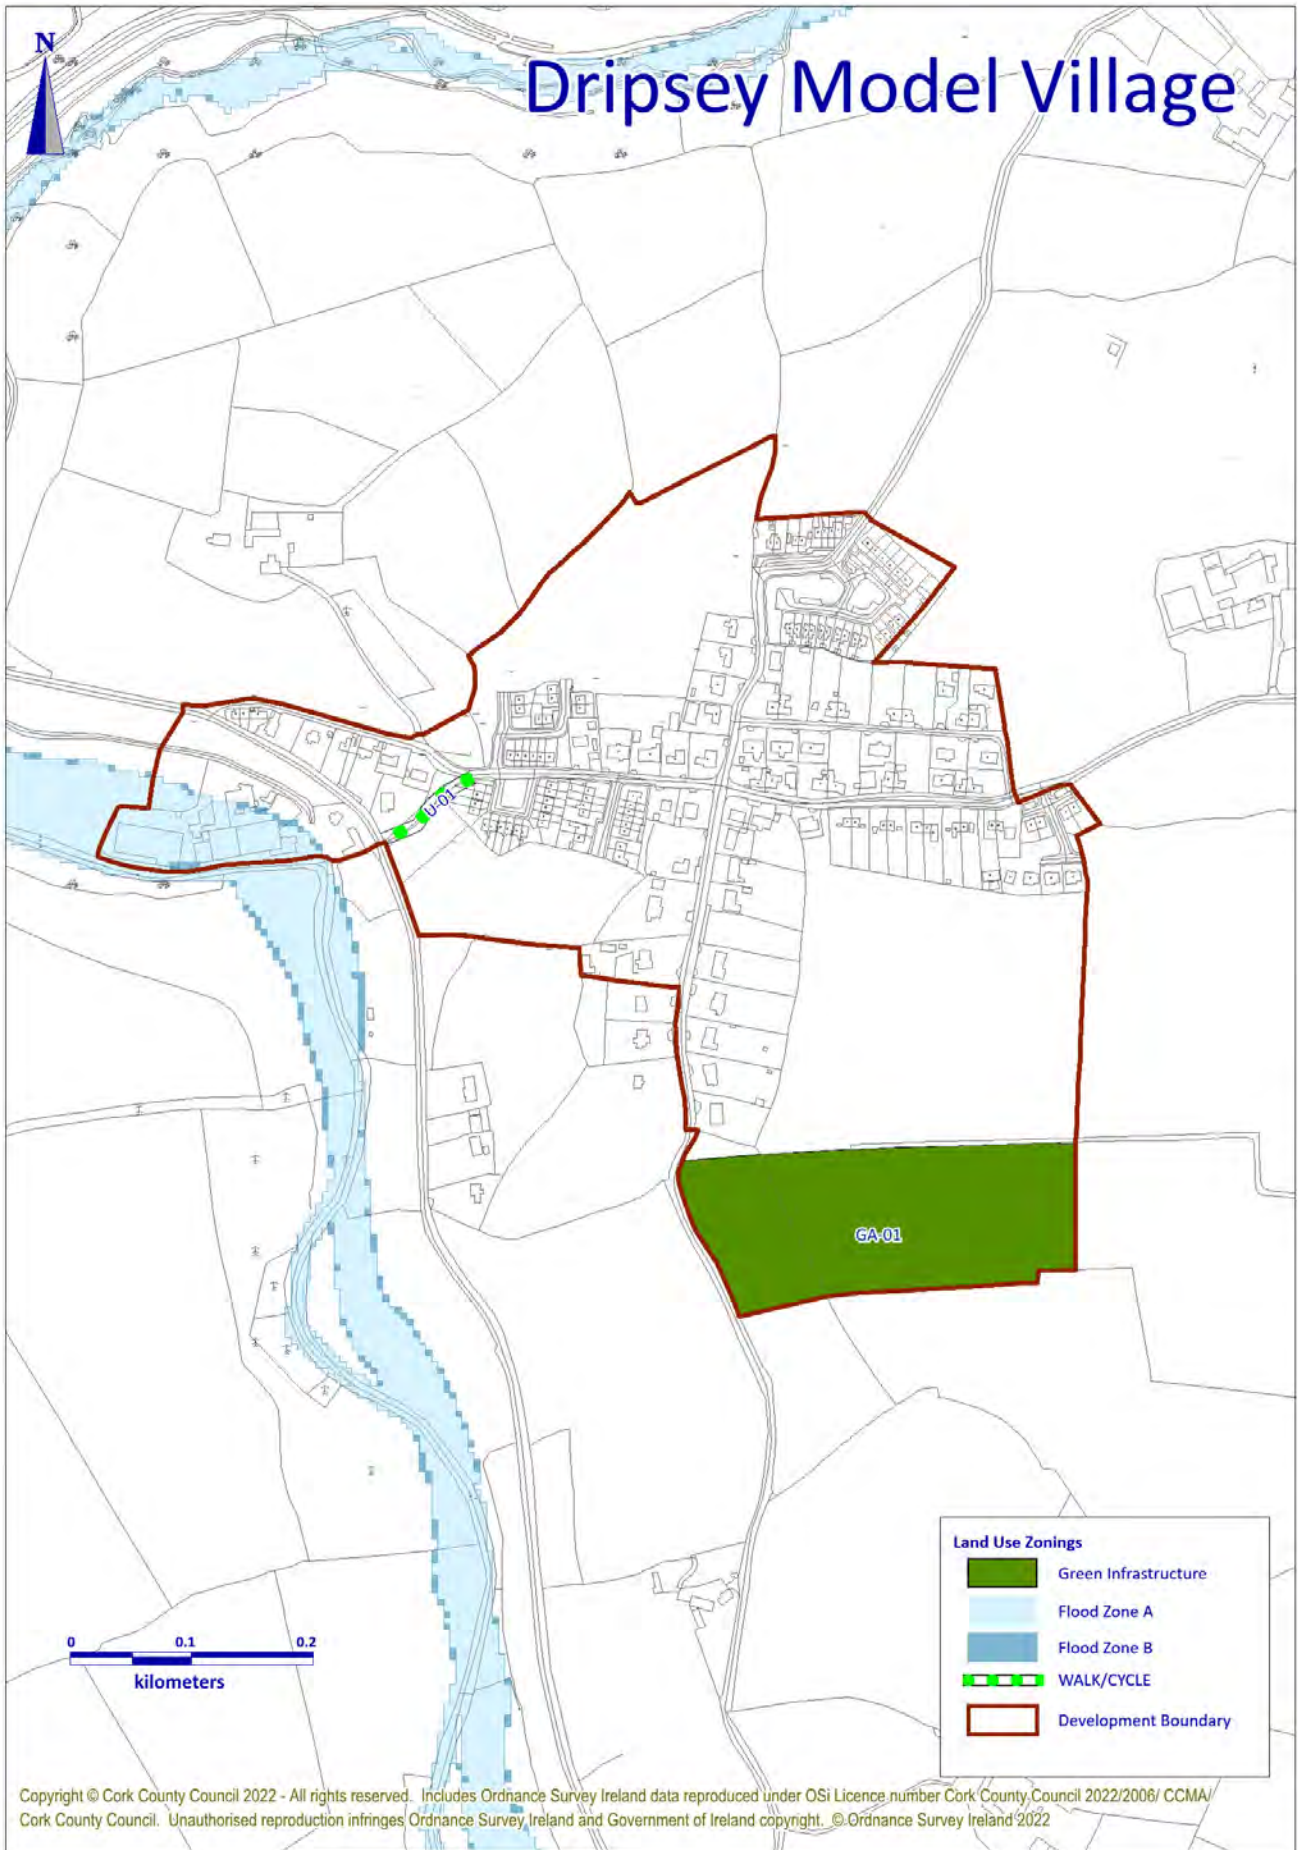 N
Dripsey Model Village
U-01
GA-01
Land Use Zonings
Green Infrastructure
Flood Zone A
Flood Zone B
WALK/CYCLE
Development Boundary
0 0.1 0.2
kilometers
Copyright © Cork County Council 2022 - All rights reserved. Includes Ordnance Survey Ireland data reproduced under OSi Licence number Cork County Council 2022/2006/ CCMA/
Cork County Council. Unauthorised reproduction infringes Ordnance Survey Ireland and Government of Ireland copyright. © Ordnance Survey Ireland 2022